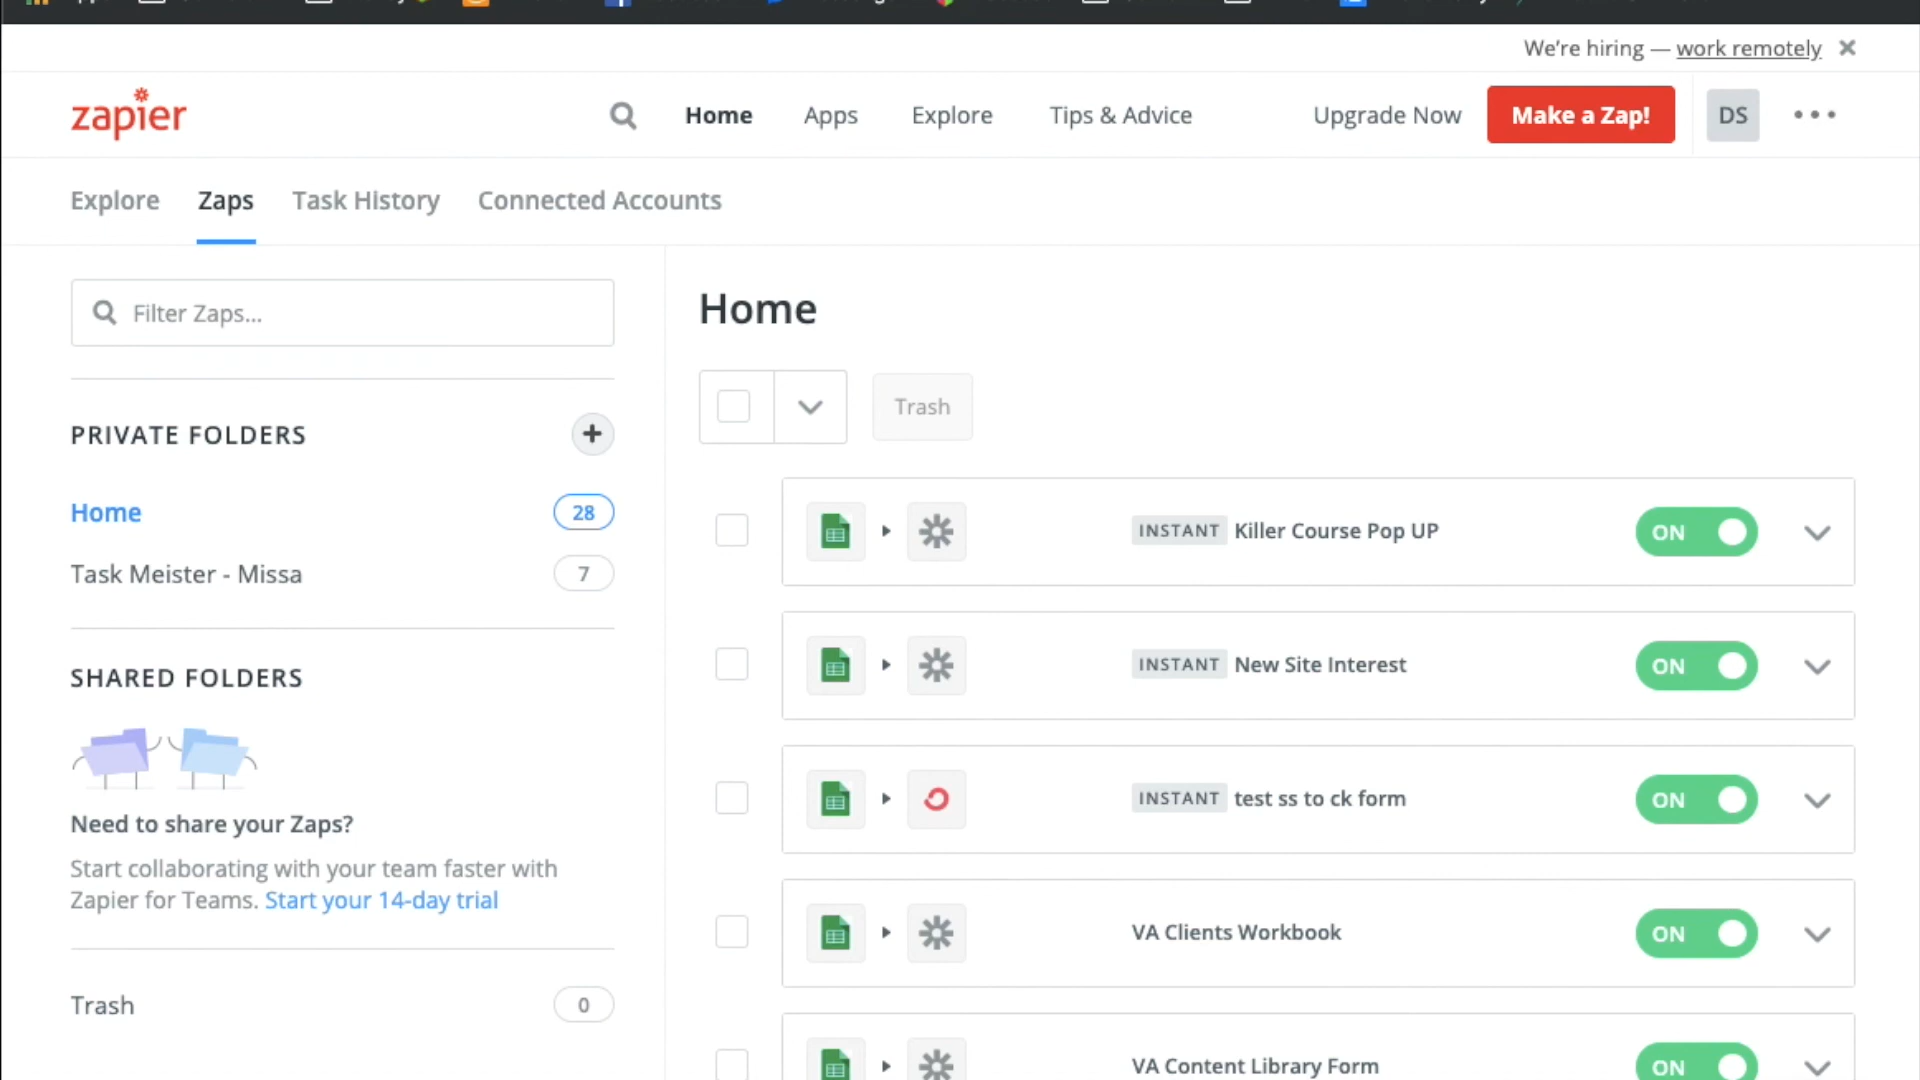 We're hiring — work remotely
zapier
Home Apps Explore Tips & Advice Upgrade Now Make a Zap! DS
Explore Zaps Task History Connected Accounts
Filter Zaps...
PRIVATE FOLDERS
Home 28
Task Meister - Missa 7
SHARED FOLDERS
Need to share your Zaps?
Start collaborating with your team faster with
Zapier for Teams. Start your 14-day trial
Trash 0
Home
Trash
INSTANT Killer Course Pop UP ON
INSTANT New Site Interest ON
INSTANT test ss to ck form ON
VA Clients Workbook ON
VA Content Library Form ON